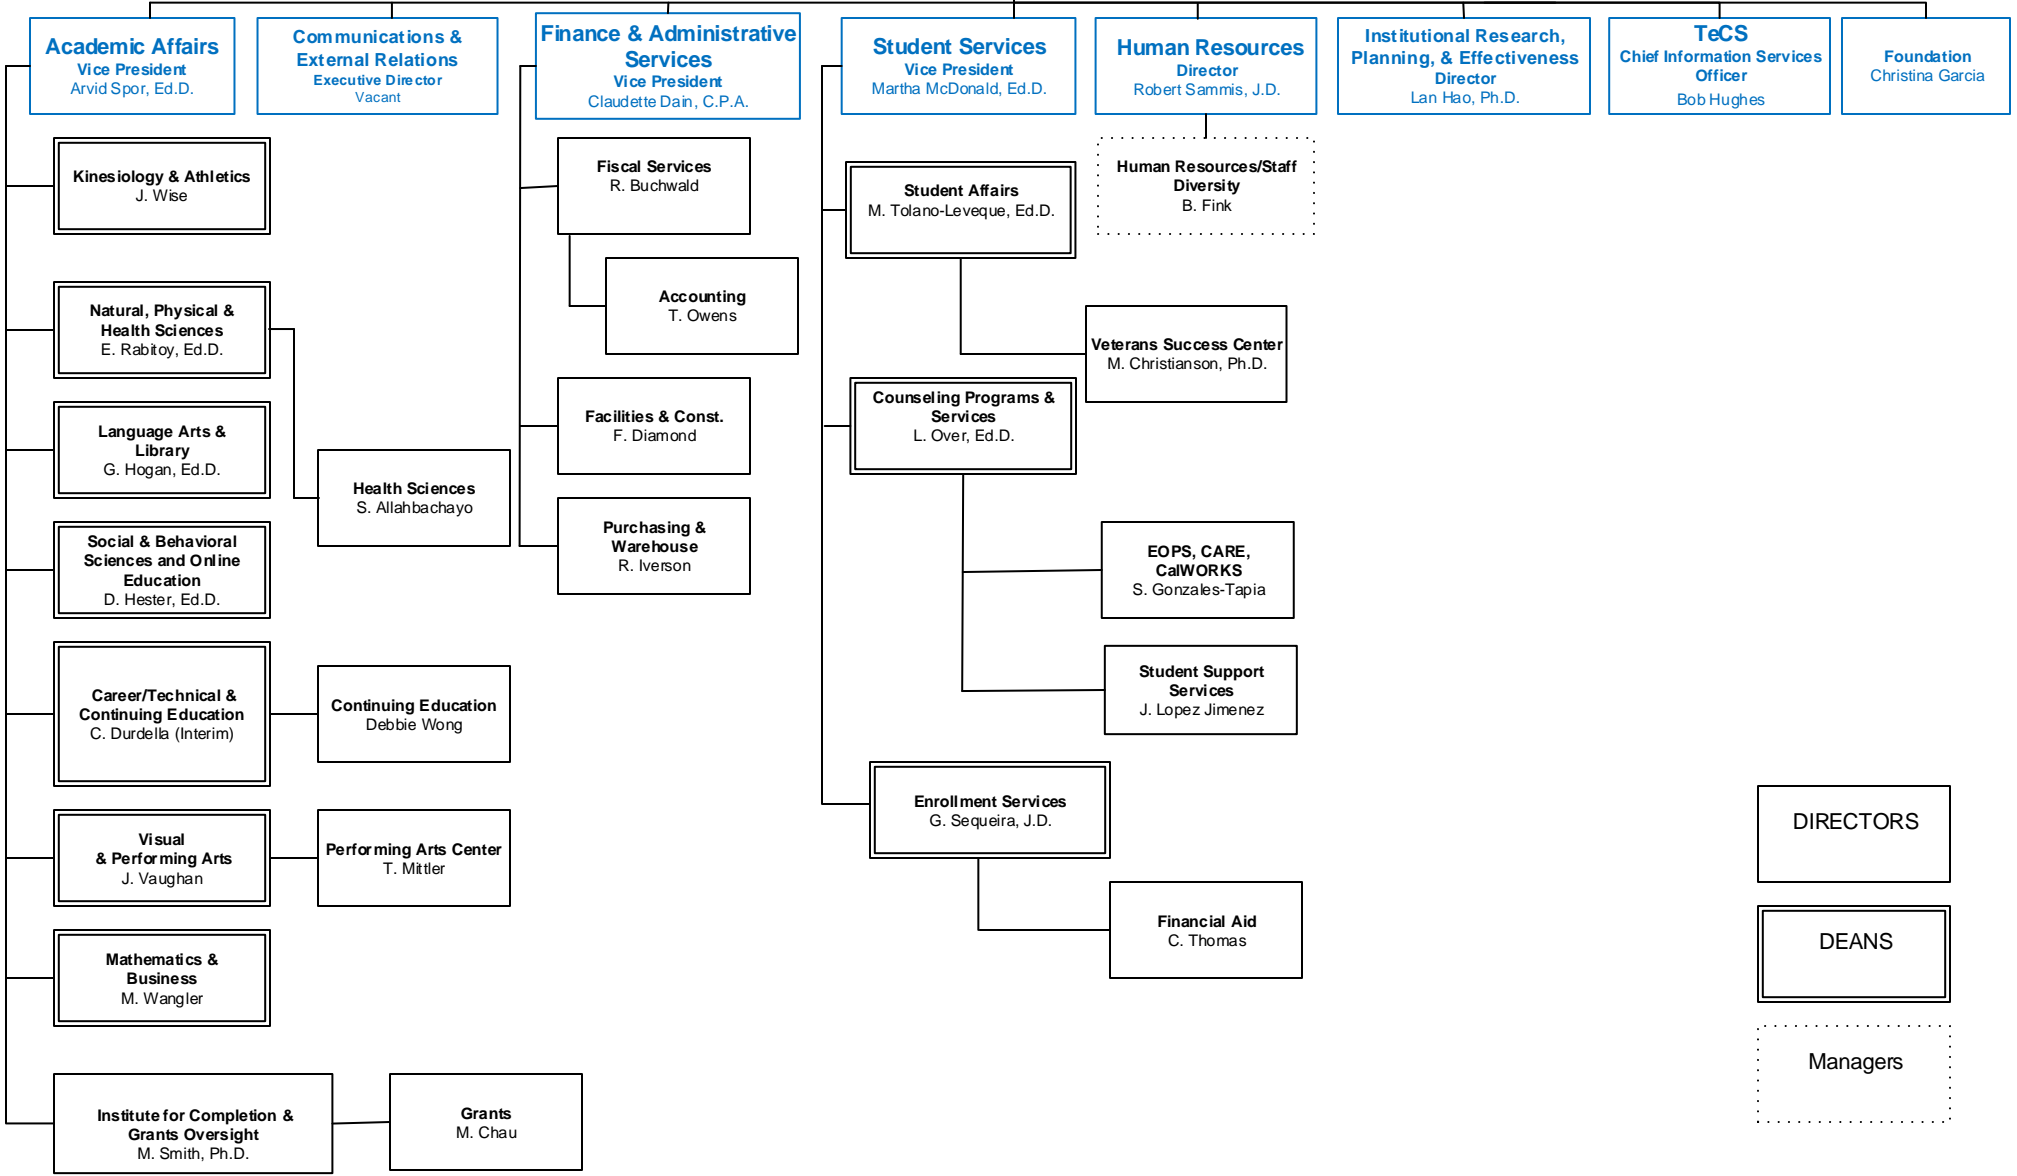 Academic Affairs
Vice President
Arvid Spor, Ed.D.
Communications &
External Relations
Executive Director
Vacant
Finance & Administrative
Services
Vice President
Claudette Dain, C.P.A.
Student Services
Vice President
Martha McDonald, Ed.D.
Human Resources
Director
Robert Sammis, J.D.
Institutional Research,
Planning, & Effectiveness
Director
Lan Hao, Ph.D.
TeCS
Chief Information Services
Officer
Bob Hughes
Foundation
Christina Garcia
Kinesiology & Athletics
J. Wise
Natural, Physical &
Health Sciences
E. Rabitoy, Ed.D.
Language Arts &
Library
G. Hogan, Ed.D.
Health Sciences
S. Allahbachayo
Social & Behavioral
Sciences and Online
Education
D. Hester, Ed.D.
Career/Technical &
Continuing Education
C. Durdella (Interim)
Continuing Education
Debbie Wong
Visual
& Performing Arts
J. Vaughan
Performing Arts Center
T. Mittler
Mathematics &
Business
M. Wangler
Institute for Completion &
Grants Oversight
M. Smith, Ph.D.
Grants
M. Chau
Fiscal Services
R. Buchwald
Accounting
T. Owens
Facilities & Const.
F. Diamond
Purchasing &
Warehouse
R. Iverson
Student Affairs
M. Tolano-Leveque, Ed.D.
Veterans Success Center
M. Christianson, Ph.D.
Counseling Programs &
Services
L. Over, Ed.D.
EOPS, CARE,
CalWORKS
S. Gonzales-Tapia
Student Support
Services
J. Lopez Jimenez
Enrollment Services
G. Sequeira, J.D.
Financial Aid
C. Thomas
Human Resources/Staff
Diversity
B. Fink
DIRECTORS
DEANS
Managers